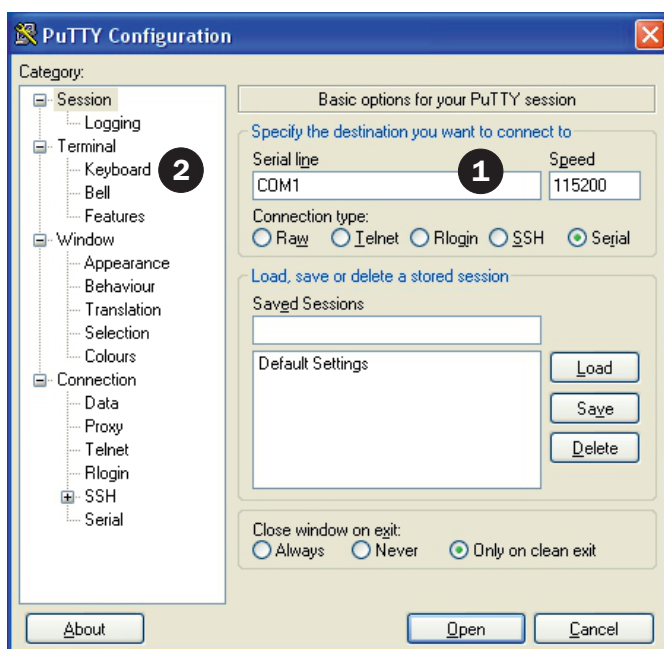 PuTTY Configuration
Category:
Session
Logging
Terminal
Keyboard
Bell
Features
Window
Appearance
Behaviour
Translation
Selection
Colours
Connection
Data
Proxy
Telnet
Rlogin
SSH
Serial
2
Basic options for your PuTTY session
Specify the destination you want to connect to
Serial line Speed
1
COM1 115200
Connection type:
Raw Telnet Rlogin SSH Serial
Load, save or delete a stored session
Saved Sessions
Default Settings
Load
Save
Delete
Close window on exit:
Always Never Only on clean exit
About Open Cancel